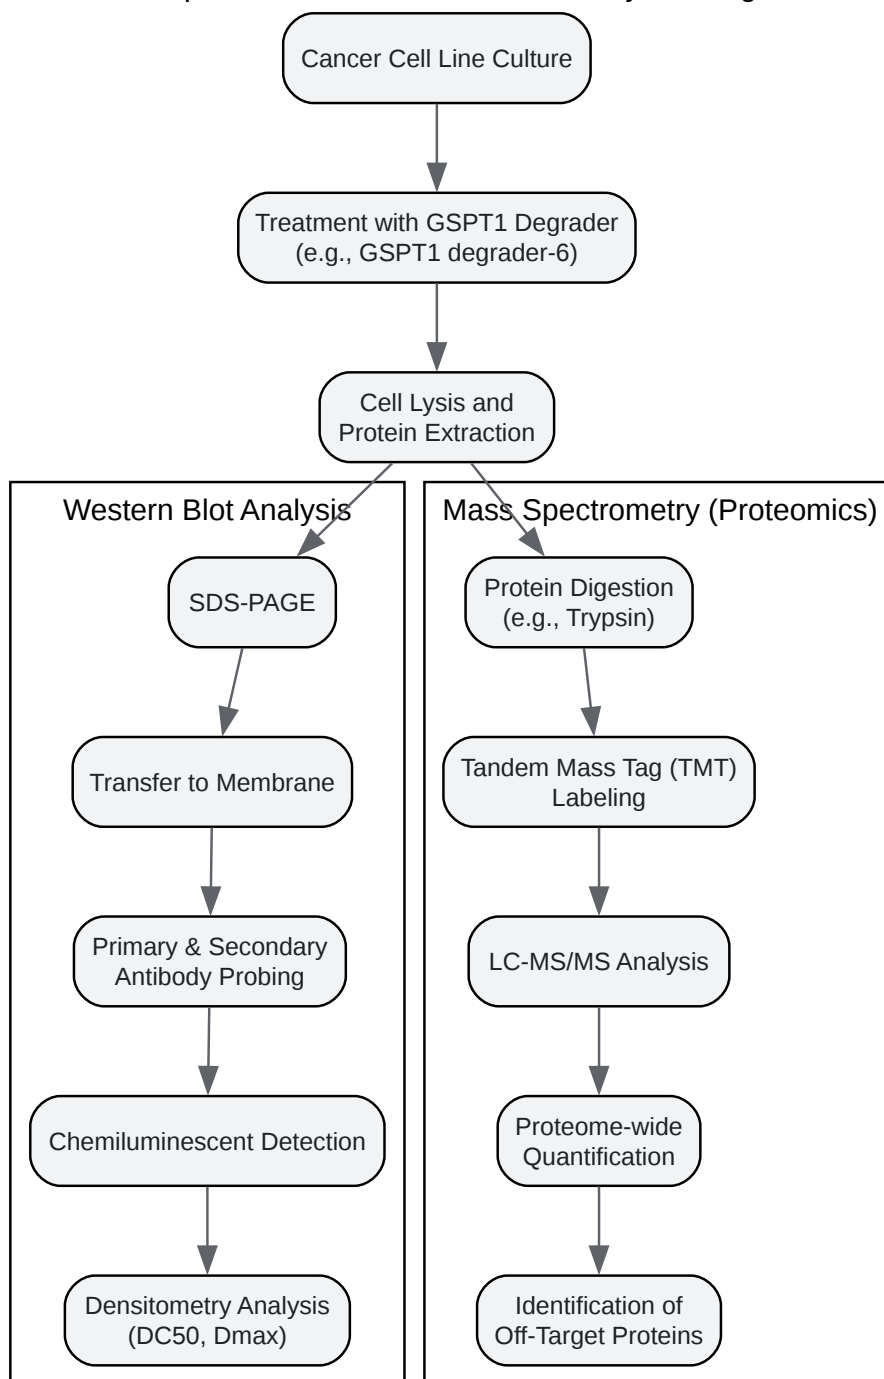 Cancer Cell Line Culture
Treatment with GSPT1 Degrader
(e.g., GSPT1 degrader-6)
Cell Lysis and
Protein Extraction
Western Blot Analysis
SDS-PAGE
Transfer to Membrane
Primary & Secondary
Antibody Probing
Chemiluminescent Detection
Densitometry Analysis
(DC50, Dmax)
Mass Spectrometry (Proteomics)
Protein Digestion
(e.g., Trypsin)
Tandem Mass Tag (TMT)
Labeling
LC-MS/MS Analysis
Proteome-wide
Quantification
Identification of
Off-Target Proteins